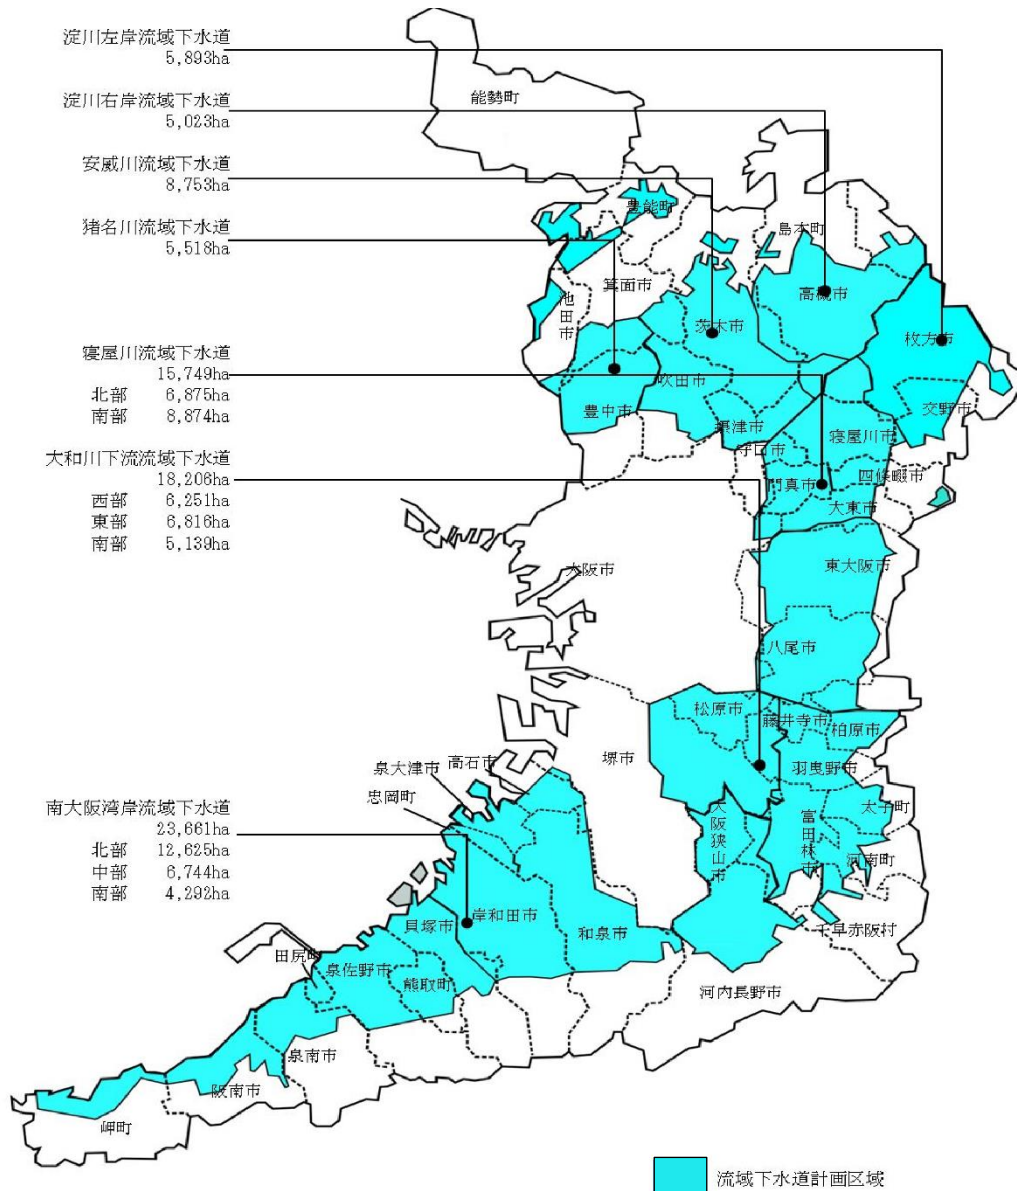 淀川左岸流域下水道
5,893ha
淀川右岸流域下水道
5,023ha
安威川流域下水道
8,753ha
猪名川流域下水道
5,518ha
寝屋川流域下水道
15,749ha
北部 6,875ha
南部 8,874ha
大和川下流流域下水道
18,206ha
西部 6,251ha
東部 6,816ha
南部 5,139ha
南大阪湾岸流域下水道
23,661ha
北部 12,625ha
中部 6,744ha
南部 4,292ha
能勢町
豊能町
島本町
箕面市
池田市
高槻市
茨木市
枚方市
吹田市
豊中市
摂津市
交野市
寝屋川市
守口市
四條畷市
門真市
大東市
東大阪市
大阪市
八尾市
松原市
藤井寺市
柏原市
堺市
羽曳野市
高石市
泉大津市
忠岡町
大阪狭山市
富田林市
太子町
河南町
千早赤阪村
岸和田市
和泉市
貝塚市
田尻町
泉佐野市
熊取町
河内長野市
泉南市
阪南市
岬町
流域下水道計画区域